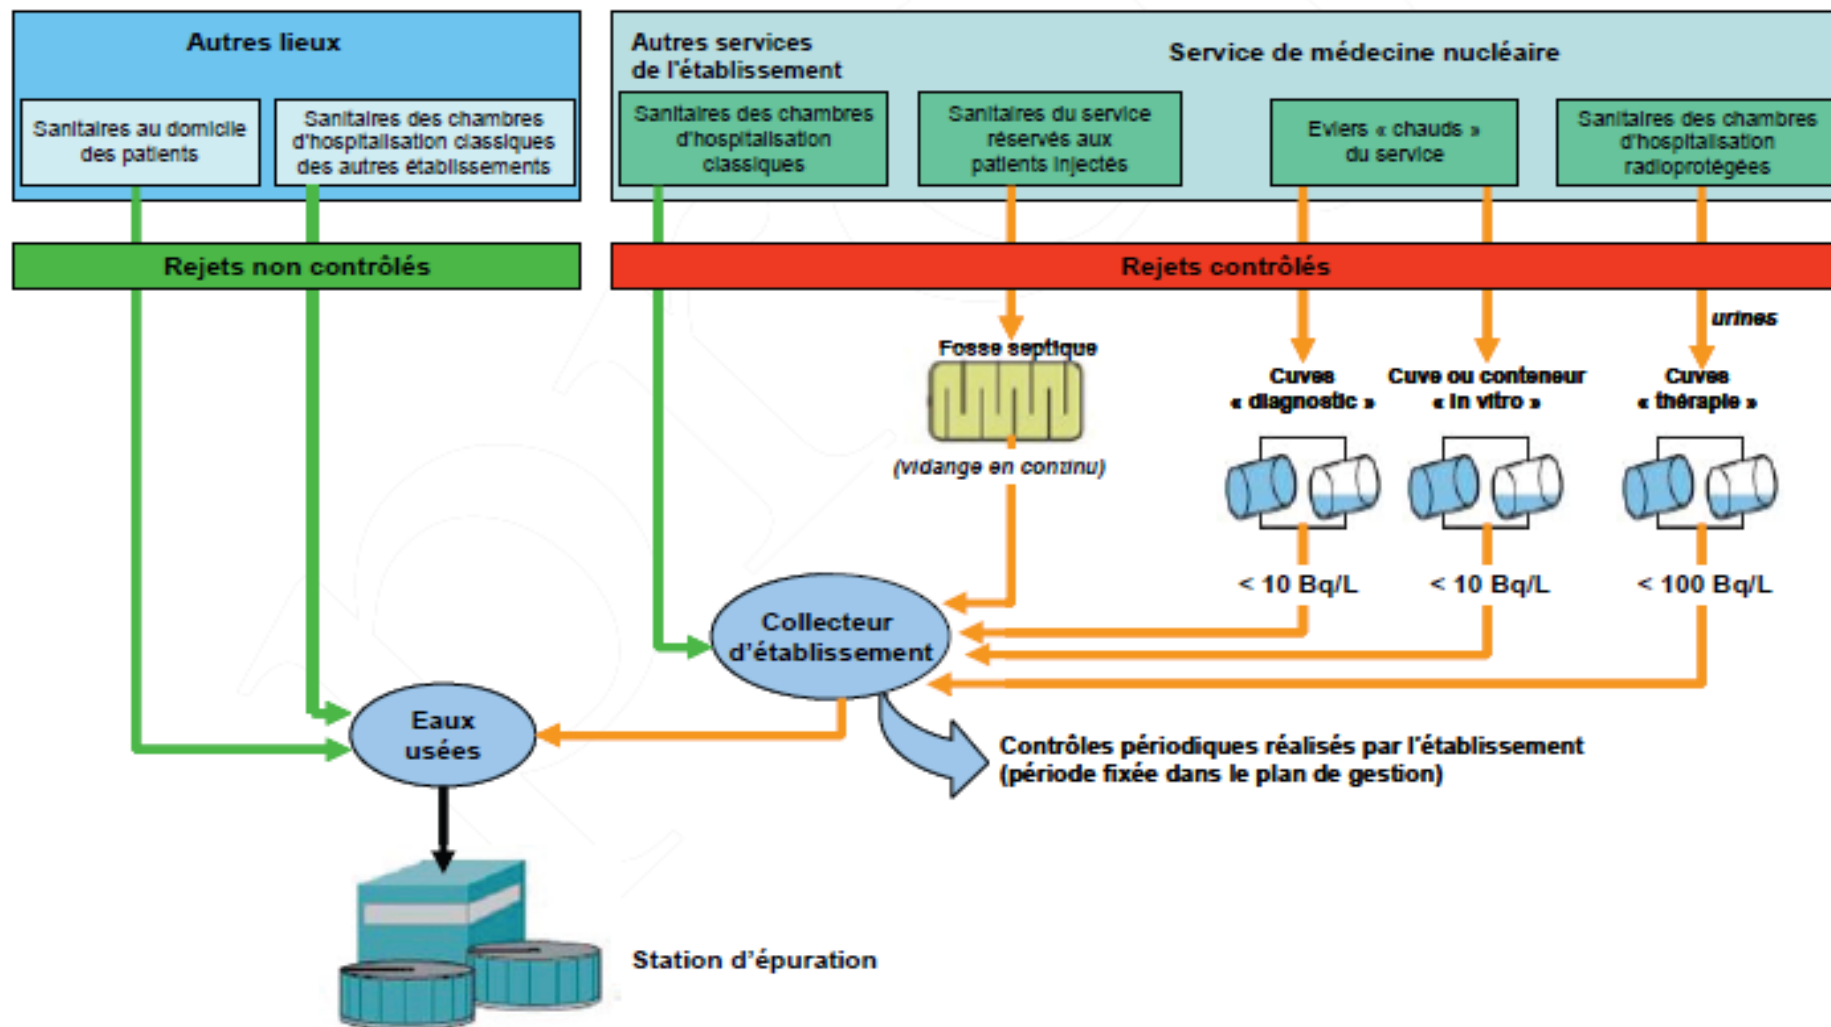 Autres lieux
Autres services
de l'établissement
Service de médecine nucléaire
Sanitaires au domicile
des patients
Sanitaires des chambres
d'hospitalisation classiques
des autres établissements
Sanitaires des chambres
d'hospitalisation
classiques
Sanitaires du service
réservés aux
patients injectés
Eviers « chauds »
du service
Sanitaires des chambres
d'hospitalisation
radioprotégées
Rejets non contrôlés
Rejets contrôlés
urines
Fosse septique
(vidange en continu)
Cuves
« diagnostic »
Cuve ou conteneur
« in vitro »
Cuves
« thérapie »
< 10 Bq/L
< 10 Bq/L
< 100 Bq/L
Collecteur
d'établissement
Eaux
usées
Contrôles périodiques réalisés par l'établissement
(période fixée dans le plan de gestion)
Station d'épuration